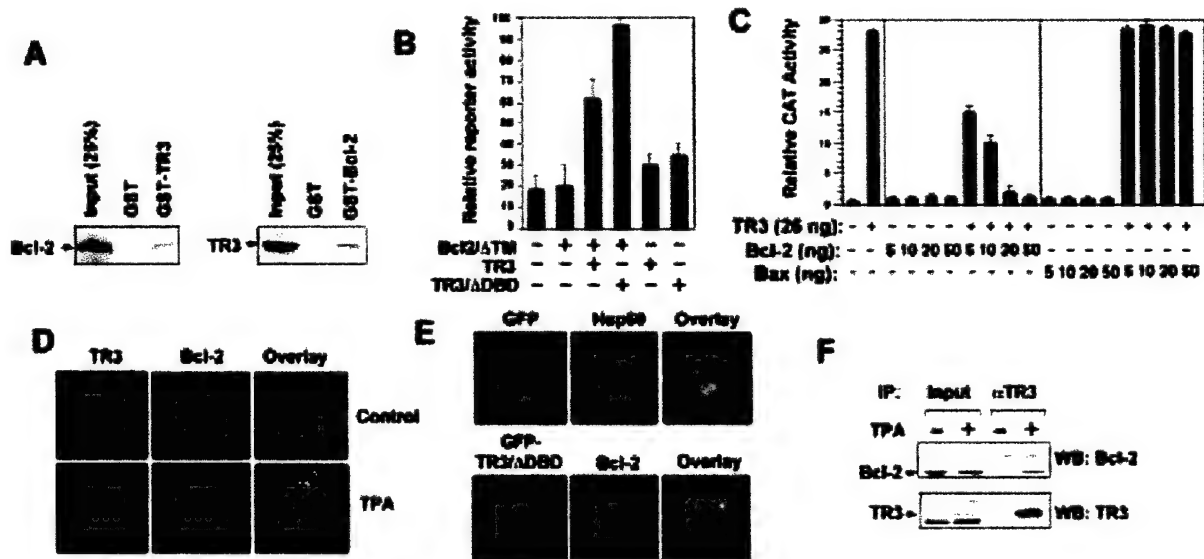 A
Input (25%)
GST
GST-TR3
Bcl-2
Input (25%)
GST
GST-Bcl-2
TR3
B
Relative reporter activity
Bcl2/ΔTM - + + + - -
TR3 - - + - + -
TR3/ΔDBD - - - + - +
C
Relative CAT Activity
TR3 (25 ng): - + - - - - + + + + - - - - + + + +
Bcl-2 (ng): - - 5 10 20 50 5 10 20 50
Bax (ng): 5 10 20 50 5 10 20 50
D
TR3 Bcl-2 Overlay
Control
TPA
E
GFP Hsp60 Overlay
GFP-TR3/ΔDBD Bcl-2 Overlay
F
IP: Input αTR3
TPA - + - +
Bcl-2 WB: Bcl-2
TR3 WB: TR3